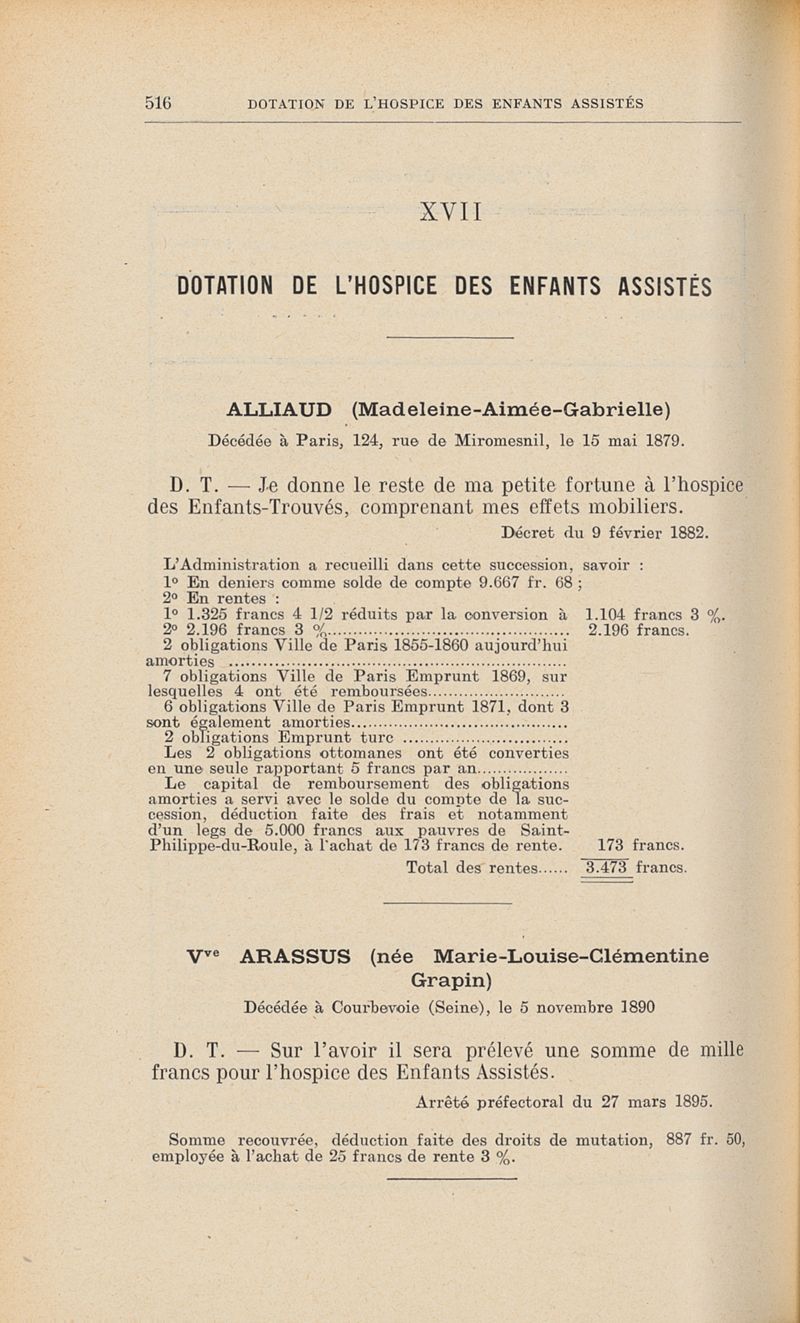 516 DOTATION DE L'HOSPICE DES ENFANTS ASSISTÉS
XVII
DOTATION DE L'HOSPICE DES ENFANTS ASSISTÉS
ALLIAUD (Madeleine-Aimée-Gabrielle)
Décédée à Paris, 124, rue de Miromesnil, le 15 mai 1879.
D. T. — Je donne le reste de ma petite fortune à l'hospice
des Enfants-Trouvés, comprenant mes effets mobiliers.
Décret du 9 février 1882.
L'Administration a recueilli dans cette succession, savoir :
1º En deniers comme solde de compte 9.667 fr. 68 ;
2º En rentes :
1º 1.325 francs 4 1/2 réduits par la conversion à 1.104 francs 3 %.
2º 2.196 francs 3 %.................... 2.196 francs.
2 obligations Ville de Paris 1855-1860 aujourd'hui
amorties ....................
7 obligations Ville de Paris Emprunt 1869, sur
lesquelles 4 ont été remboursées....................
6 obligations Ville de Paris Emprunt 1871, dont 3
sont également amorties....................
2 obligations Emprunt turc ....................
Les 2 obligations ottomanes ont été converties
en une seule rapportant 5 francs par an....................
Le capital de remboursement des obligations
amorties a servi avec le solde du compte de la suc-
cession, déduction faite des frais et notamment
d'un legs de 5.000 francs aux pauvres de Saint-
Philippe-du-Roule, à l'achat de 173 francs de rente. 173 francs.
Total des rentes...... 3.473 francs.
Vve ARASSUS (née Marie-Louise-Clémentine
Grapin)
Décédée à Courbevoie (Seine), le 5 novembre 1890
D. T. — Sur l'avoir il sera prélevé une somme de mille
francs pour l'hospice des Enfants Assistés.
Arrêté préfectoral du 27 mars 1895.
Somme recouvrée, déduction faite des droits de mutation, 887 fr. 50,
employée à l'achat de 25 francs de rente 3 %.